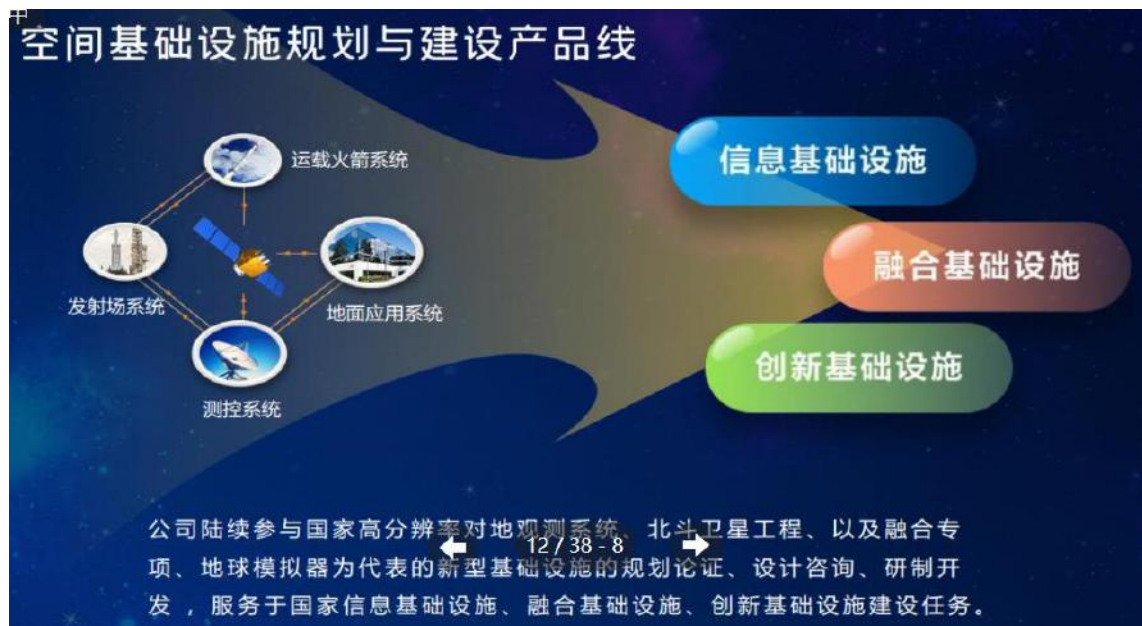 中
空间基础设施规划与建设产品线
运载火箭系统
信息基础设施
融合基础设施
发射场系统
地面应用系统
创新基础设施
测控系统
公司陆续参与国家高分辨率对地观测系统、北斗卫星工程、以及融合专
12 / 38 - 8
项、地球模拟器为代表的新型基础设施的规划论证、设计咨询、研制开
发 ，服务于国家信息基础设施、融合基础设施、创新基础设施建设任务。